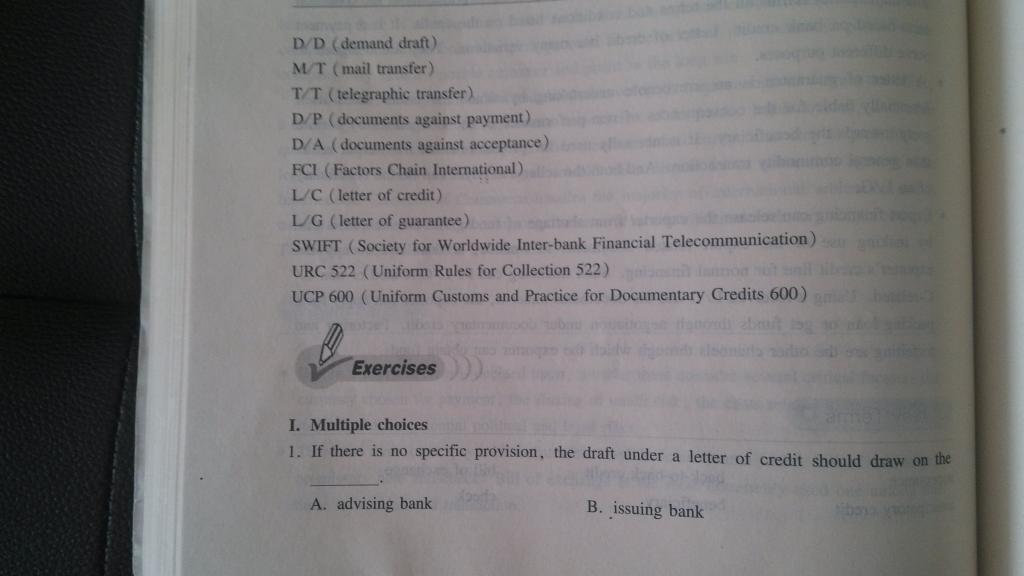 D/D (demand draft)
M/T (mail transfer)
T/T (telegraphic transfer)
D/P (documents against payment)
D/A (documents against acceptance)
FCI (Factors Chain International)
L/C (letter of credit)
L/G (letter of guarantee)
SWIFT (Society for Worldwide Inter-bank Financial Telecommunication)
URC 522 (Uniform Rules for Collection 522)
UCP 600 (Uniform Customs and Practice for Documentary Credits 600)
Exercises
I. Multiple choices
1. If there is no specific provision, the draft under a letter of credit should draw on the
________.
A. advising bank B. issuing bank